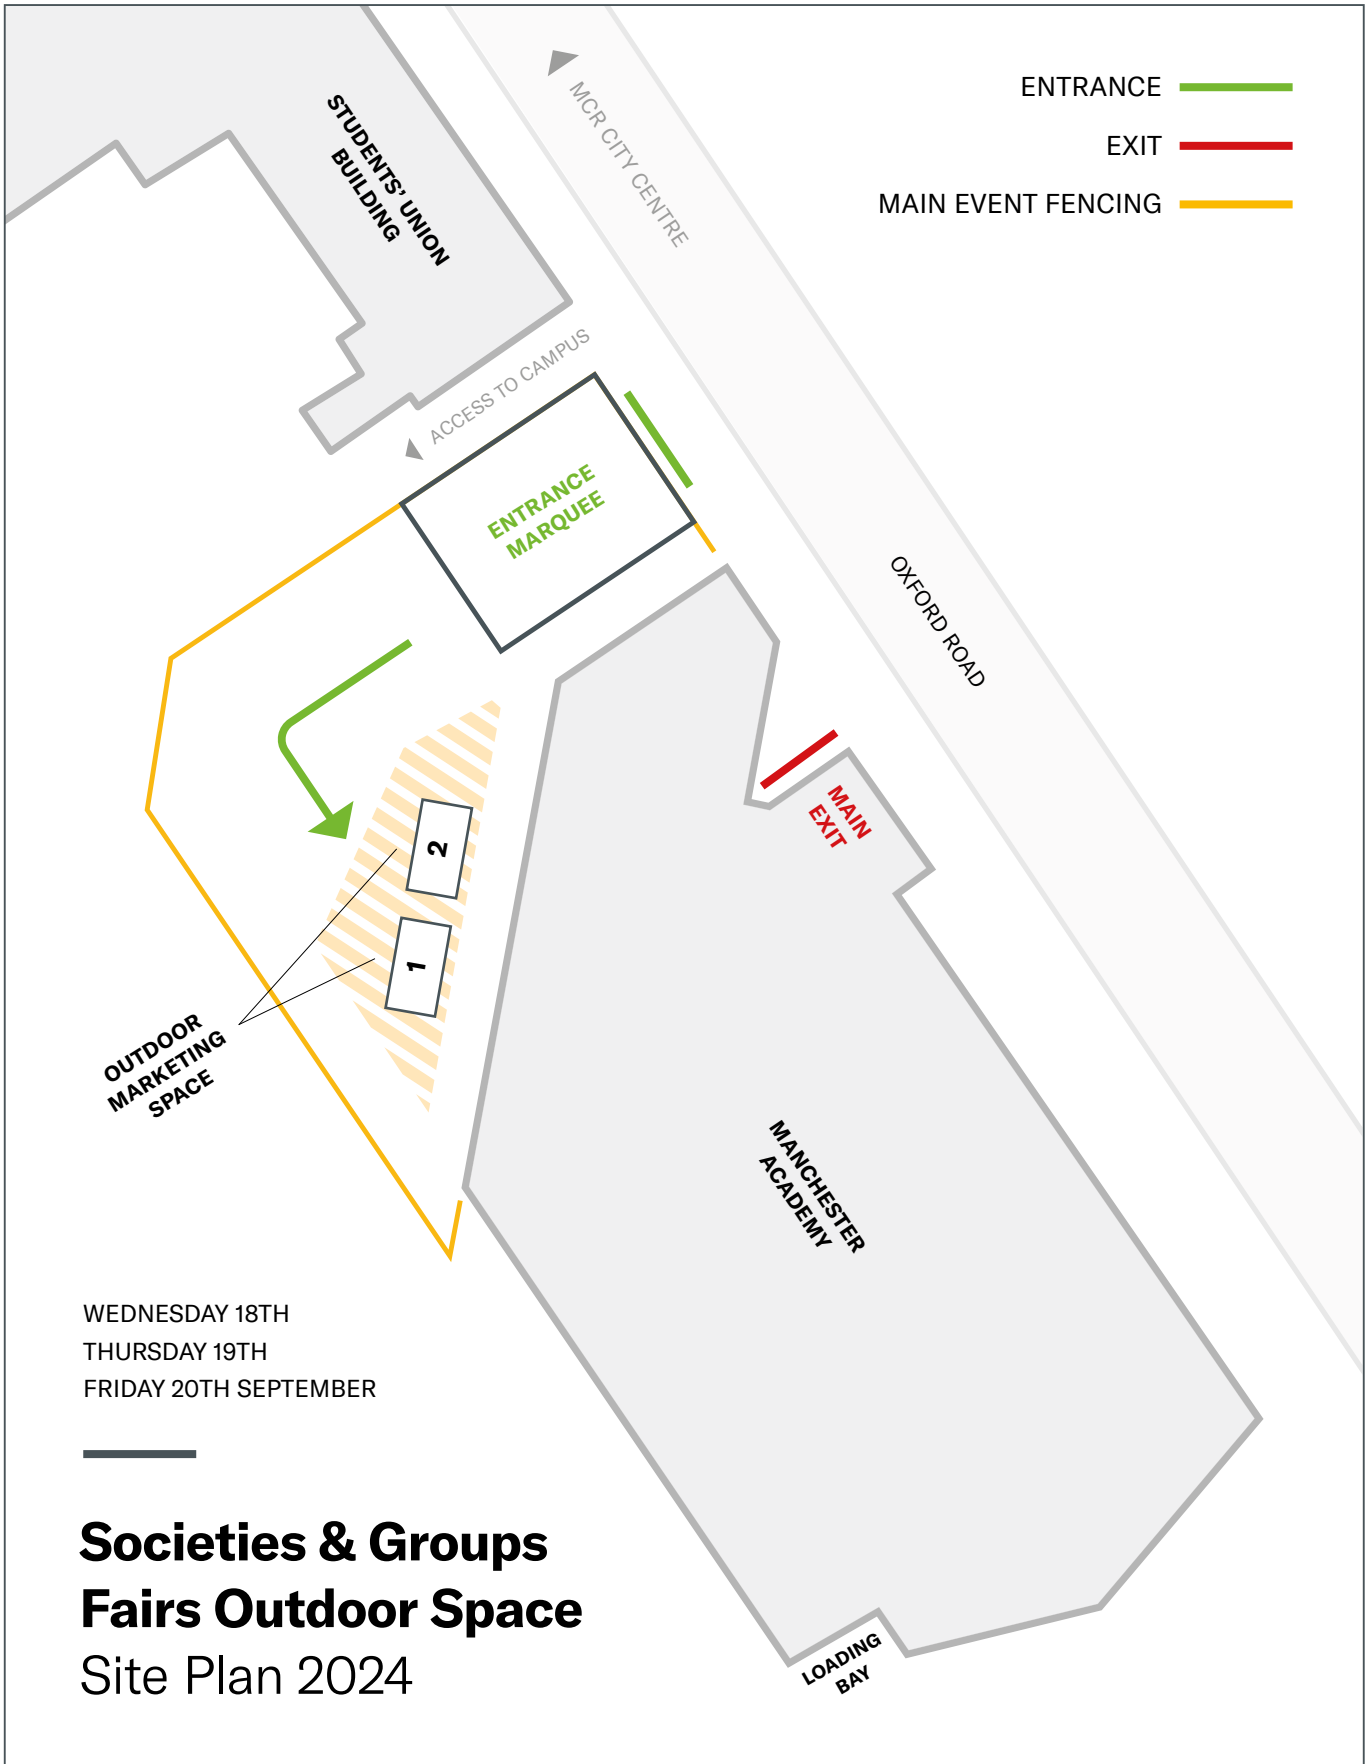 ENTRANCE
EXIT
MAIN EVENT FENCING
MCR CITY CENTRE
STUDENTS’ UNION
BUILDING
ACCESS TO CAMPUS
ENTRANCE
MARQUEE
OXFORD ROAD
MAIN
EXIT
2
1
OUTDOOR
MARKETING
SPACE
MANCHESTER
ACADEMY
WEDNESDAY 18TH
THURSDAY 19TH
FRIDAY 20TH SEPTEMBER
Societies & Groups
Fairs Outdoor Space
Site Plan 2024
LOADING
BAY